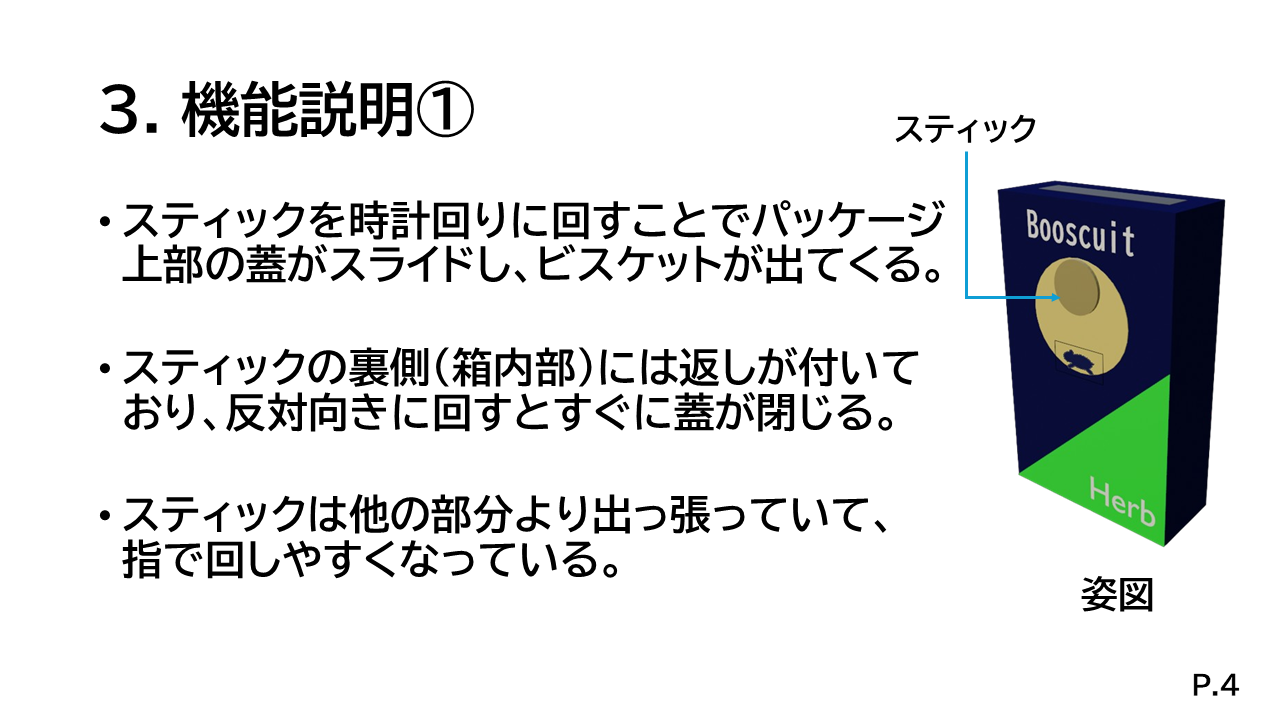 3. 機能説明①
スティック
・スティックを時計回りに回すことでパッケージ
上部の蓋がスライドし、ビスケットが出てくる。
・スティックの裏側(箱内部)には返しが付いて
おり、反対向きに回すとすぐに蓋が閉じる。
・スティックは他の部分より出っ張っていて、
指で回しやすくなっている。
Booscuit
Herb
姿図
P.4